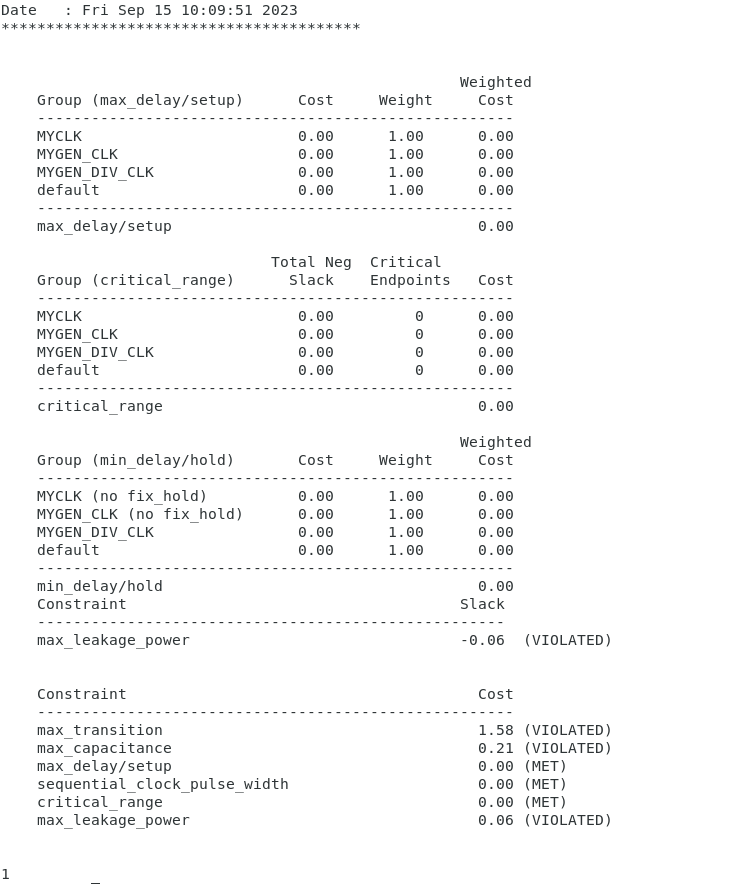 Date   : Fri Sep 15 10:09:51 2023
****************************************
                                                   Weighted
    Group (max_delay/setup)      Cost     Weight     Cost
    -----------------------------------------------------
    MYCLK                        0.00      1.00      0.00
    MYGEN_CLK                    0.00      1.00      0.00
    MYGEN_DIV_CLK                0.00      1.00      0.00
    default                      0.00      1.00      0.00
    -----------------------------------------------------
    max_delay/setup                                  0.00
                              Total Neg  Critical
    Group (critical_range)      Slack    Endpoints   Cost
    -----------------------------------------------------
    MYCLK                        0.00         0      0.00
    MYGEN_CLK                    0.00         0      0.00
    MYGEN_DIV_CLK                0.00         0      0.00
    default                      0.00         0      0.00
    -----------------------------------------------------
    critical_range                                   0.00
                                                   Weighted
    Group (min_delay/hold)       Cost     Weight     Cost
    -----------------------------------------------------
    MYCLK (no fix_hold)          0.00      1.00      0.00
    MYGEN_CLK (no fix_hold)      0.00      1.00      0.00
    MYGEN_DIV_CLK                0.00      1.00      0.00
    default                      0.00      1.00      0.00
    -----------------------------------------------------
    min_delay/hold                                   0.00
    Constraint                                     Slack
    ----------------------------------------------------
    max_leakage_power                              -0.06  (VIOLATED)
    Constraint                                       Cost
    -----------------------------------------------------
    max_transition                                   1.58 (VIOLATED)
    max_capacitance                                  0.21 (VIOLATED)
    max_delay/setup                                  0.00 (MET)
    sequential_clock_pulse_width                     0.00 (MET)
    critical_range                                   0.00 (MET)
    max_leakage_power                                0.06 (VIOLATED)
1         _